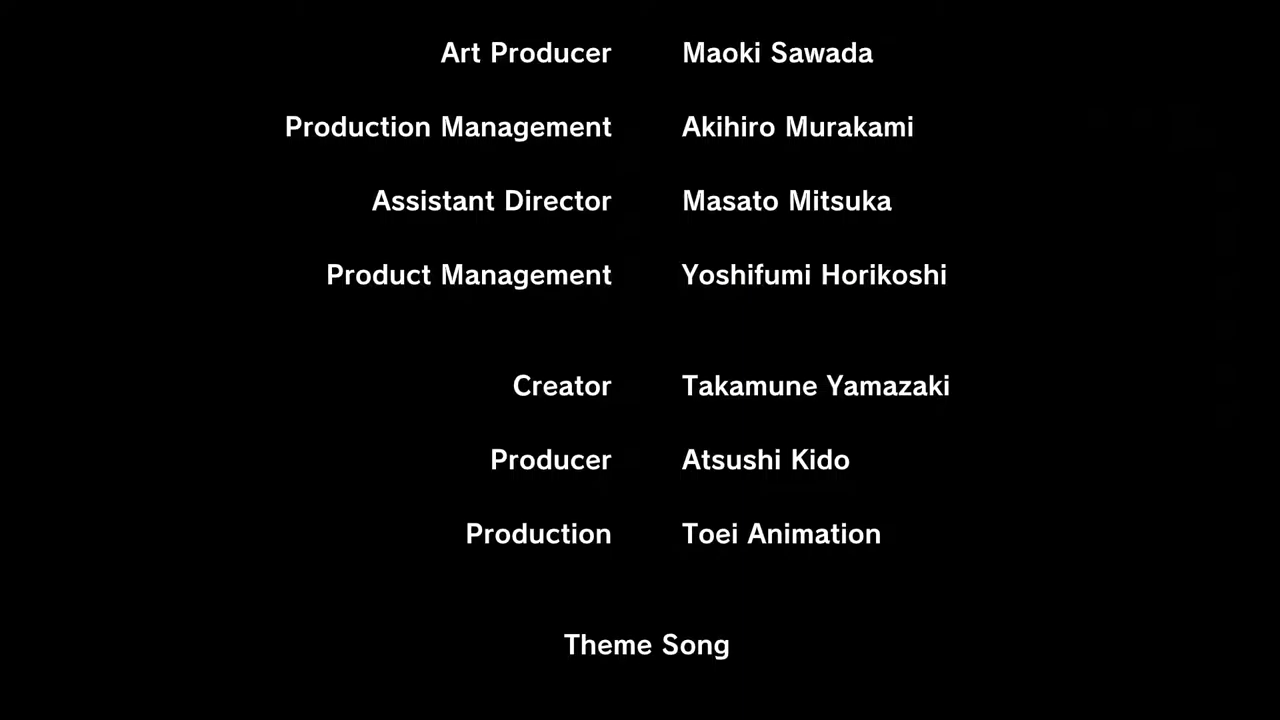 Art Producer Maoki Sawada
Production Management Akihiro Murakami
Assistant Director Masato Mitsuka
Product Management Yoshifumi Horikoshi
Creator Takamune Yamazaki
Producer Atsushi Kido
Production Toei Animation
Theme Song